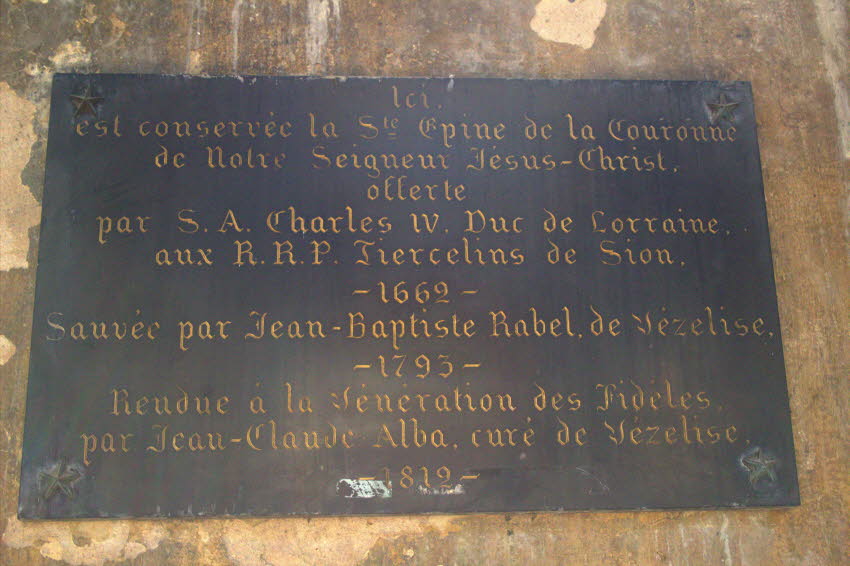 Ici,
est conservée la Ste Epine de la Couronne
de Notre Seigneur Jésus-Christ,
offerte
par S. A. Charles IV. Duc de Lorraine,
aux R.R.P. Tiercelins de Sion,
-1662-
Sauvée par Jean-Baptiste Rabel, de Vézelise,
-1793-
Rendue à la Vénération des Fidèles,
par Jean-Claude Alba, curé de Vézelise,
-1812-